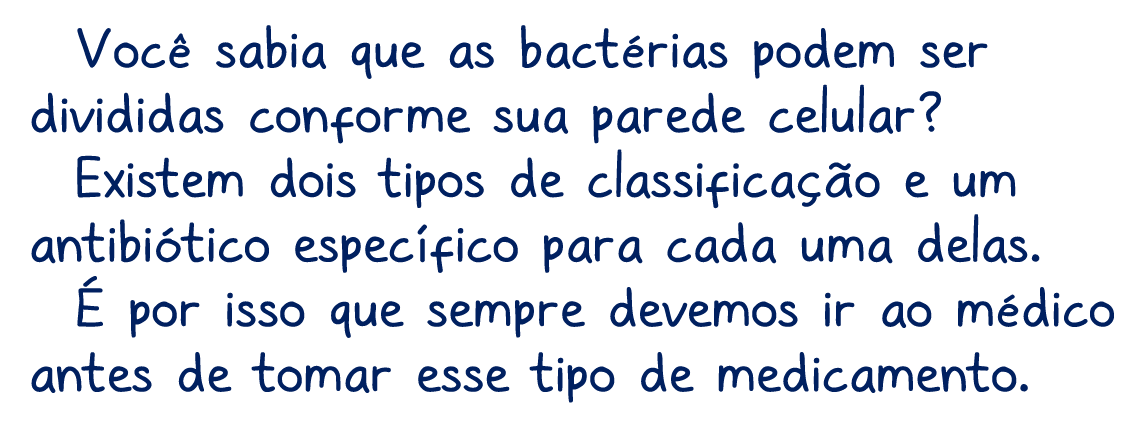 Você sabia que as bactérias podem ser
divididas conforme sua parede celular?
Existem dois tipos de classificação e um
antibiótico específico para cada uma delas.
É por isso que sempre devemos ir ao médico
antes de tomar esse tipo de medicamento.